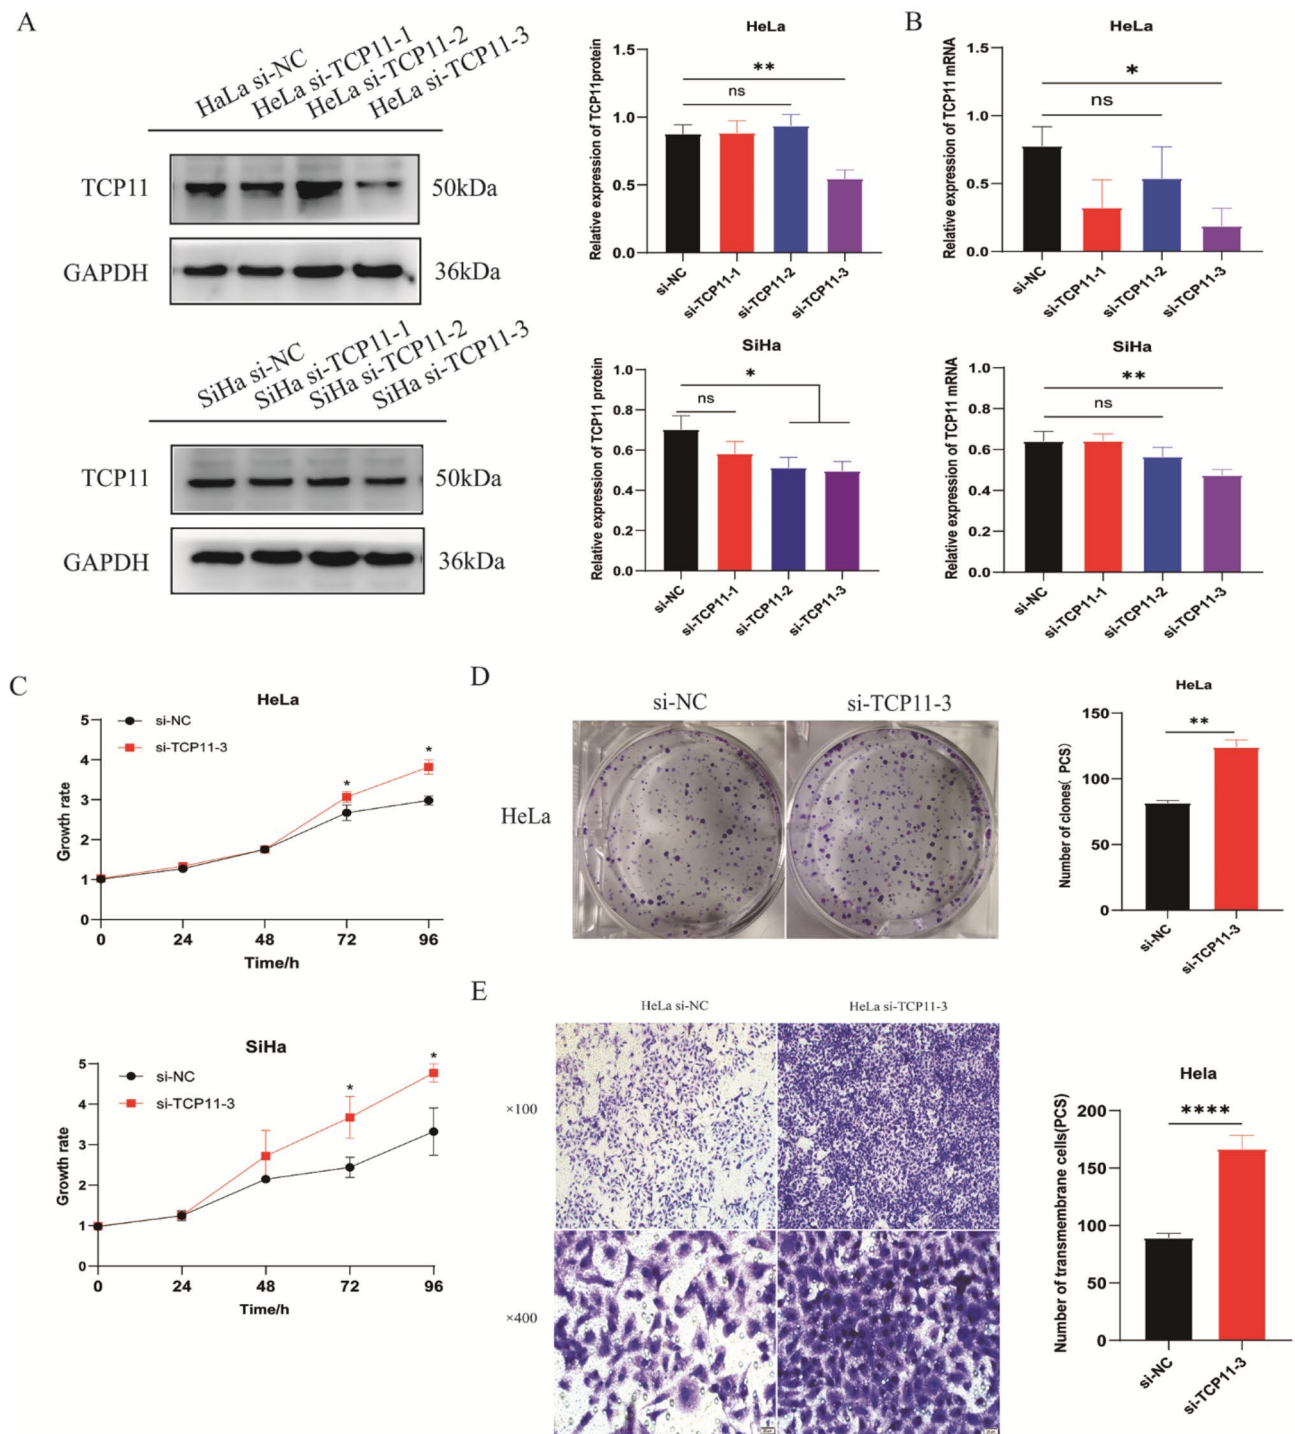 A
HaLa si-NC
HeLa si-TCP11-1
HeLa si-TCP11-2
HeLa si-TCP11-3
TCP11
50kDa
GAPDH
36kDa
SiHa si-NC
SiHa si-TCP11-1
SiHa si-TCP11-2
SiHa si-TCP11-3
TCP11
50kDa
GAPDH
36kDa
HeLa
Relative expression of TCP11protein
1.5
1.0
0.5
0.0
**
ns
si-NC
si-TCP11-1
si-TCP11-2
si-TCP11-3
SiHa
Relative expression of TCP11 protein
1.0
0.8
0.6
0.4
0.2
0.0
*
ns
si-NC
si-TCP11-1
si-TCP11-2
si-TCP11-3
B
HeLa
Relative expression of TCP11 mRNA
1.5
1.0
0.5
0.0
*
ns
si-NC
si-TCP11-1
si-TCP11-2
si-TCP11-3
SiHa
Relative expression of TCP11 mRNA
1.0
0.8
0.6
0.4
0.2
0.0
**
ns
si-NC
si-TCP11-1
si-TCP11-2
si-TCP11-3
C
HeLa
si-NC
si-TCP11-3
Growth rate
5
4
3
2
1
0
* *
0 24 48 72 96
Time/h
SiHa
si-NC
si-TCP11-3
Growth rate
5
4
3
2
1
0
* *
0 24 48 72 96
Time/h
D
si-NC si-TCP11-3
HeLa
HeLa
Number of clones( PCS)
150
100
50
0
**
si-NC
si-TCP11-3
E
HeLa si-NC HeLa si-TCP11-3
×100
×400
Hela
Number of transmembrane cells(PCS)
200
150
100
50
0
****
si-NC
si-TCP11-3